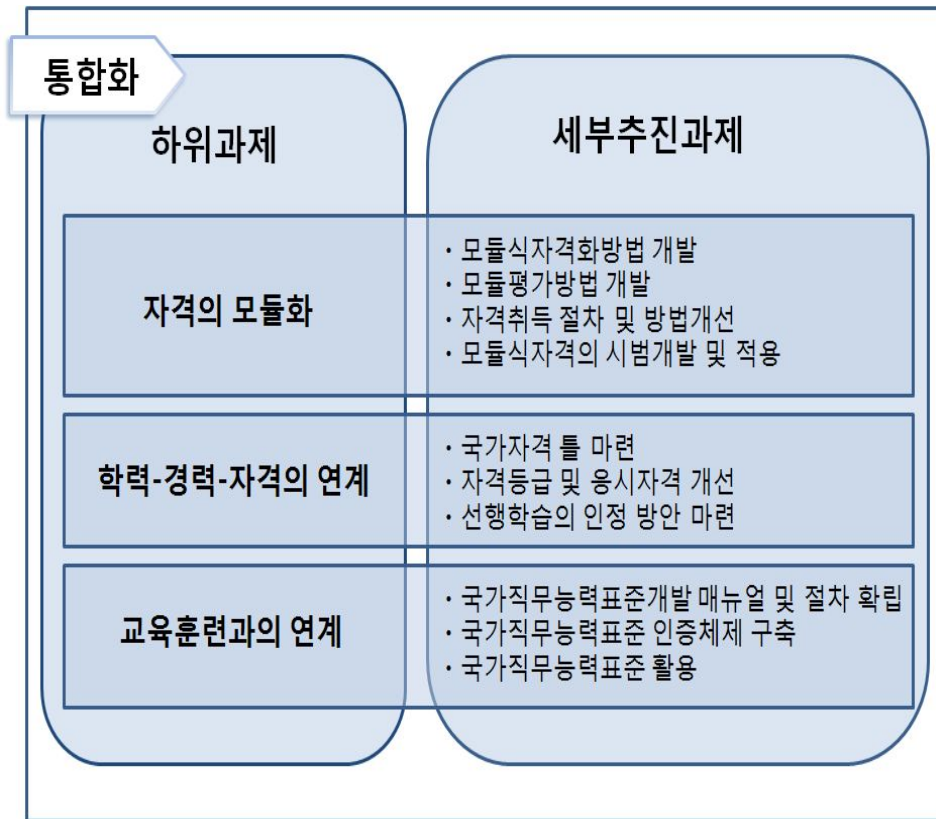 통합화
하위과제
세부추진과제
자격의 모듈화
· 모듈식자격화방법 개발
· 모듈평가방법 개발
· 자격취득 절차 및 방법개선
· 모듈식자격의 시범개발 및 적용
학력-경력-자격의 연계
· 국가자격 틀 마련
· 자격등급 및 응시자격 개선
· 선행학습의 인정 방안 마련
교육훈련과의 연계
· 국가직무능력표준개발 매뉴얼 및 절차 확립
· 국가직무능력표준 인증체제 구축
· 국가직무능력표준 활용